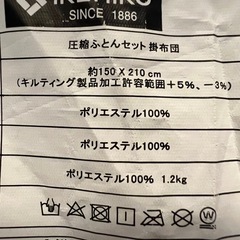 SINCE 1886
圧縮ふとんセット 掛布団
約150 X 210 cm
(キルティング製品加工許容範囲＋5%、－3%)
ポリエステル100%
ポリエステル100%
ポリエステル100% 1.2kg